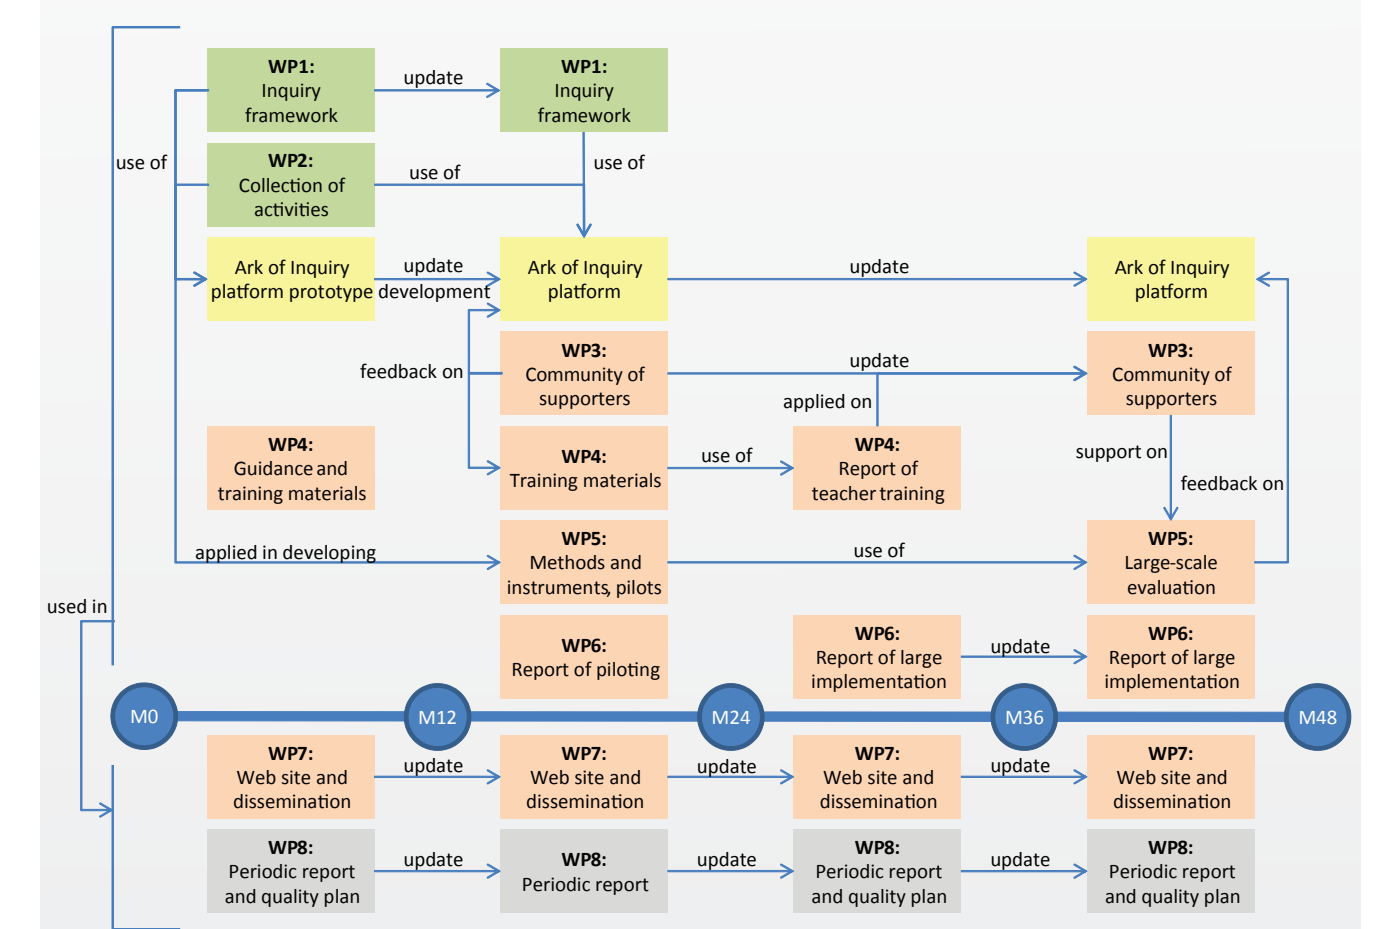 WP1:
Inquiry
framework
update
WP1:
Inquiry
framework
use of
WP2:
Collection of
activities
use of
use of
Ark of Inquiry
platform prototype
update
development
Ark of Inquiry
platform
update
Ark of Inquiry
platform
feedback on
WP3:
Community of
supporters
update
WP3:
Community of
supporters
applied on
WP4:
Guidance and
training materials
WP4:
Training materials
use of
WP4:
Report of
teacher training
support on
feedback on
applied in developing
WP5:
Methods and
instruments, pilots
use of
WP5:
Large-scale
evaluation
used in
WP6:
Report of piloting
WP6:
Report of large
implementation
update
WP6:
Report of large
implementation
M0
M12
M24
M36
M48
WP7:
Web site and
dissemination
update
WP7:
Web site and
dissemination
update
WP7:
Web site and
dissemination
update
WP7:
Web site and
dissemination
WP8:
Periodic report
and quality plan
update
WP8:
Periodic report
update
WP8:
Periodic report
and quality plan
update
WP8:
Periodic report
and quality plan